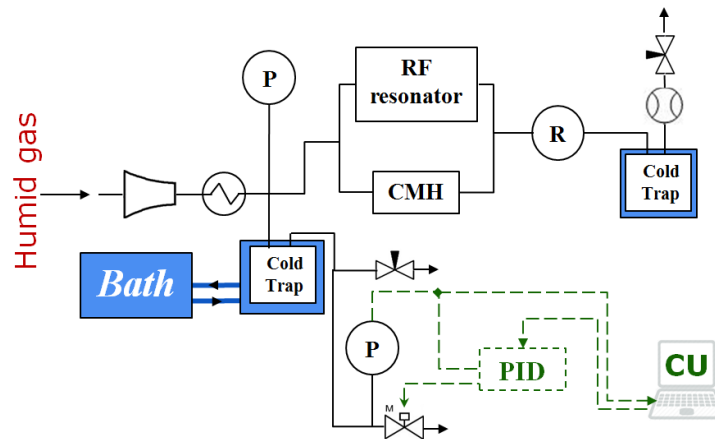 P
RF
resonator
R
Cold
Trap
CMH
Humid gas
Bath
Cold
Trap
P
PID
CU
M